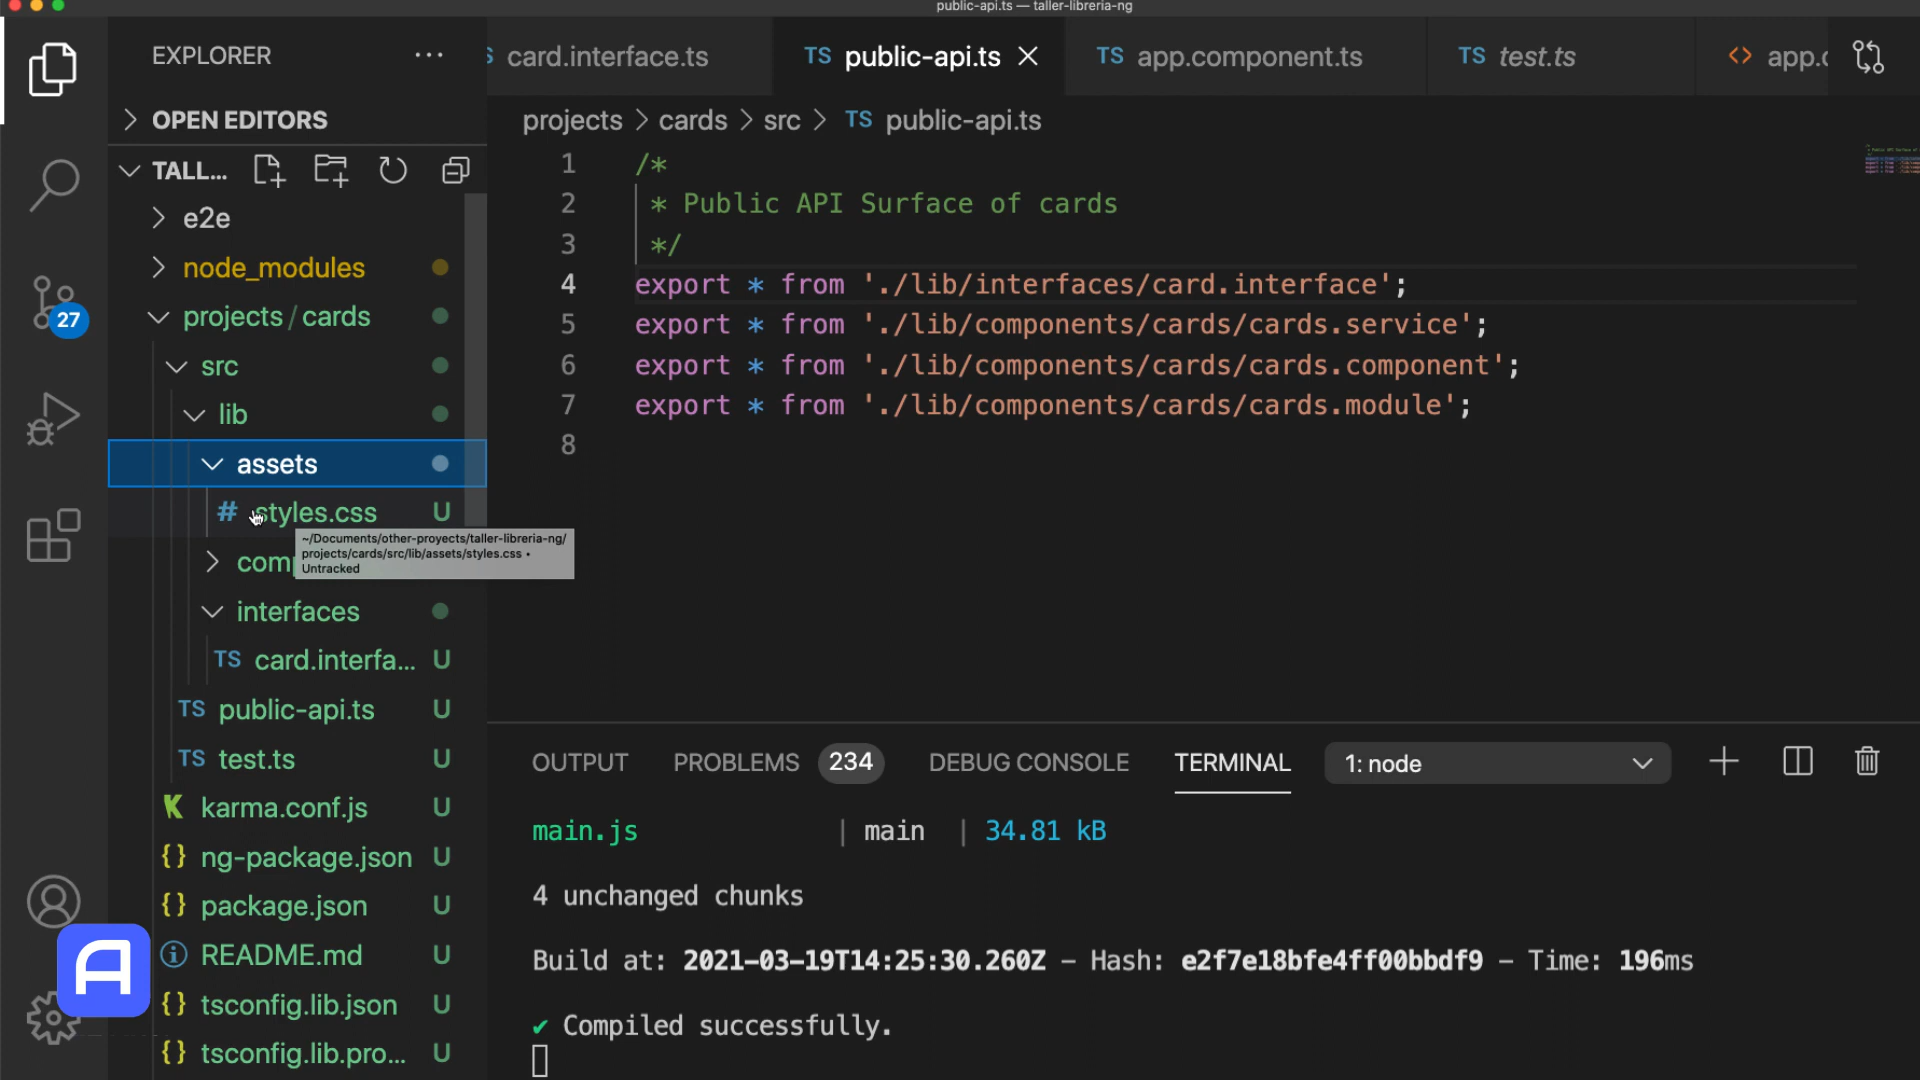 public-api.ts — taller-libreria-ng
EXPLORER
card.interface.ts
TS public-api.ts
TS app.component.ts
TS test.ts
<> app.c
OPEN EDITORS
projects > cards > src > TS public-api.ts
TALL...
e2e
node_modules
27
projects / cards
src
lib
assets
# styles.css U
~/Documents/other-proyects/taller-libreria-ng/
projects/cards/src/lib/assets/styles.css •
Untracked
com
interfaces
TS card.interfa... U
TS public-api.ts U
TS test.ts U
K karma.conf.js U
{} ng-package.json U
{} package.json U
README.md U
{} tsconfig.lib.json U
{} tsconfig.lib.pro... U
A
1 /*
2 * Public API Surface of cards
3 */
4 export * from './lib/interfaces/card.interface';
5 export * from './lib/components/cards/cards.service';
6 export * from './lib/components/cards/cards.component';
7 export * from './lib/components/cards/cards.module';
8
OUTPUT PROBLEMS 234 DEBUG CONSOLE TERMINAL 1: node
main.js | main | 34.81 kB
4 unchanged chunks
Build at: 2021-03-19T14:25:30.260Z - Hash: e2f7e18bfe4ff00bbdf9 - Time: 196ms
✔ Compiled successfully.